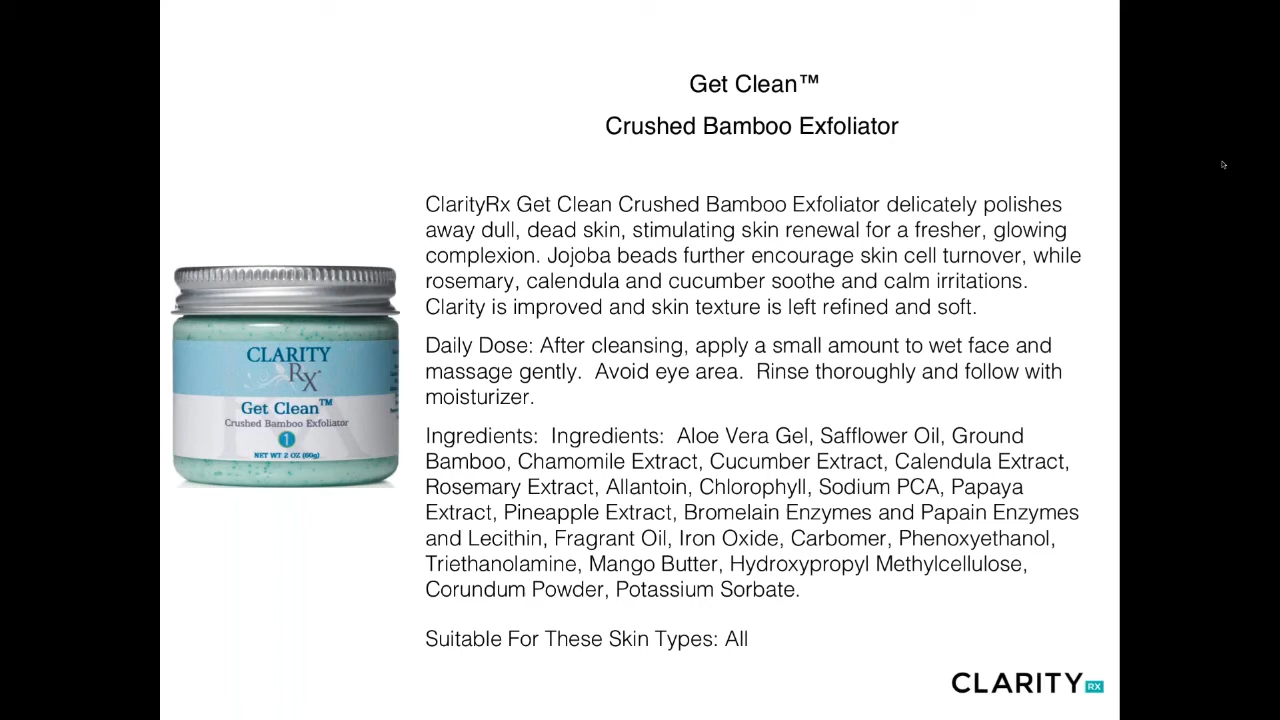 Get Clean™
Crushed Bamboo Exfoliator
ClarityRx Get Clean Crushed Bamboo Exfoliator delicately polishes
away dull, dead skin, stimulating skin renewal for a fresher, glowing
complexion. Jojoba beads further encourage skin cell turnover, while
rosemary, calendula and cucumber soothe and calm irritations.
Clarity is improved and skin texture is left refined and soft.
Daily Dose: After cleansing, apply a small amount to wet face and
massage gently.  Avoid eye area.  Rinse thoroughly and follow with
moisturizer.
Ingredients:  Ingredients:  Aloe Vera Gel, Safflower Oil, Ground
Bamboo, Chamomile Extract, Cucumber Extract, Calendula Extract,
Rosemary Extract, Allantoin, Chlorophyll, Sodium PCA, Papaya
Extract, Pineapple Extract, Bromelain Enzymes and Papain Enzymes
and Lecithin, Fragrant Oil, Iron Oxide, Carbomer, Phenoxyethanol,
Triethanolamine, Mango Butter, Hydroxypropyl Methylcellulose,
Corundum Powder, Potassium Sorbate.
Suitable For These Skin Types: All
CLARITY
Rx
Get Clean™
Crushed Bamboo Exfoliator
1
NET WT 2 OZ (60g)
CLARITY RX